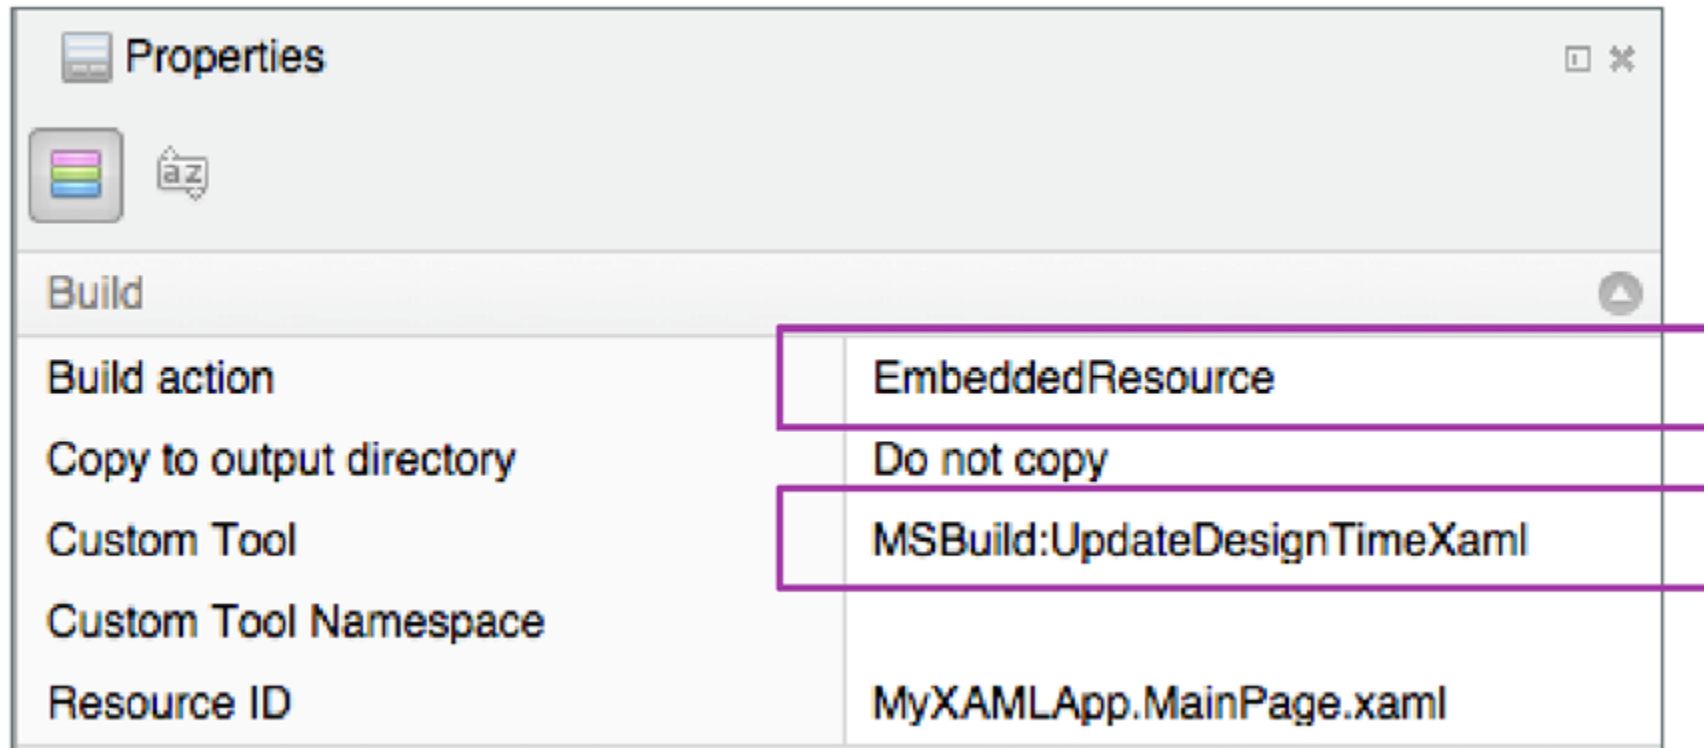 Properties
az
Build
Build action EmbeddedResource
Copy to output directory Do not copy
Custom Tool MSBuild:UpdateDesignTimeXaml
Custom Tool Namespace
Resource ID MyXAMLApp.MainPage.xaml